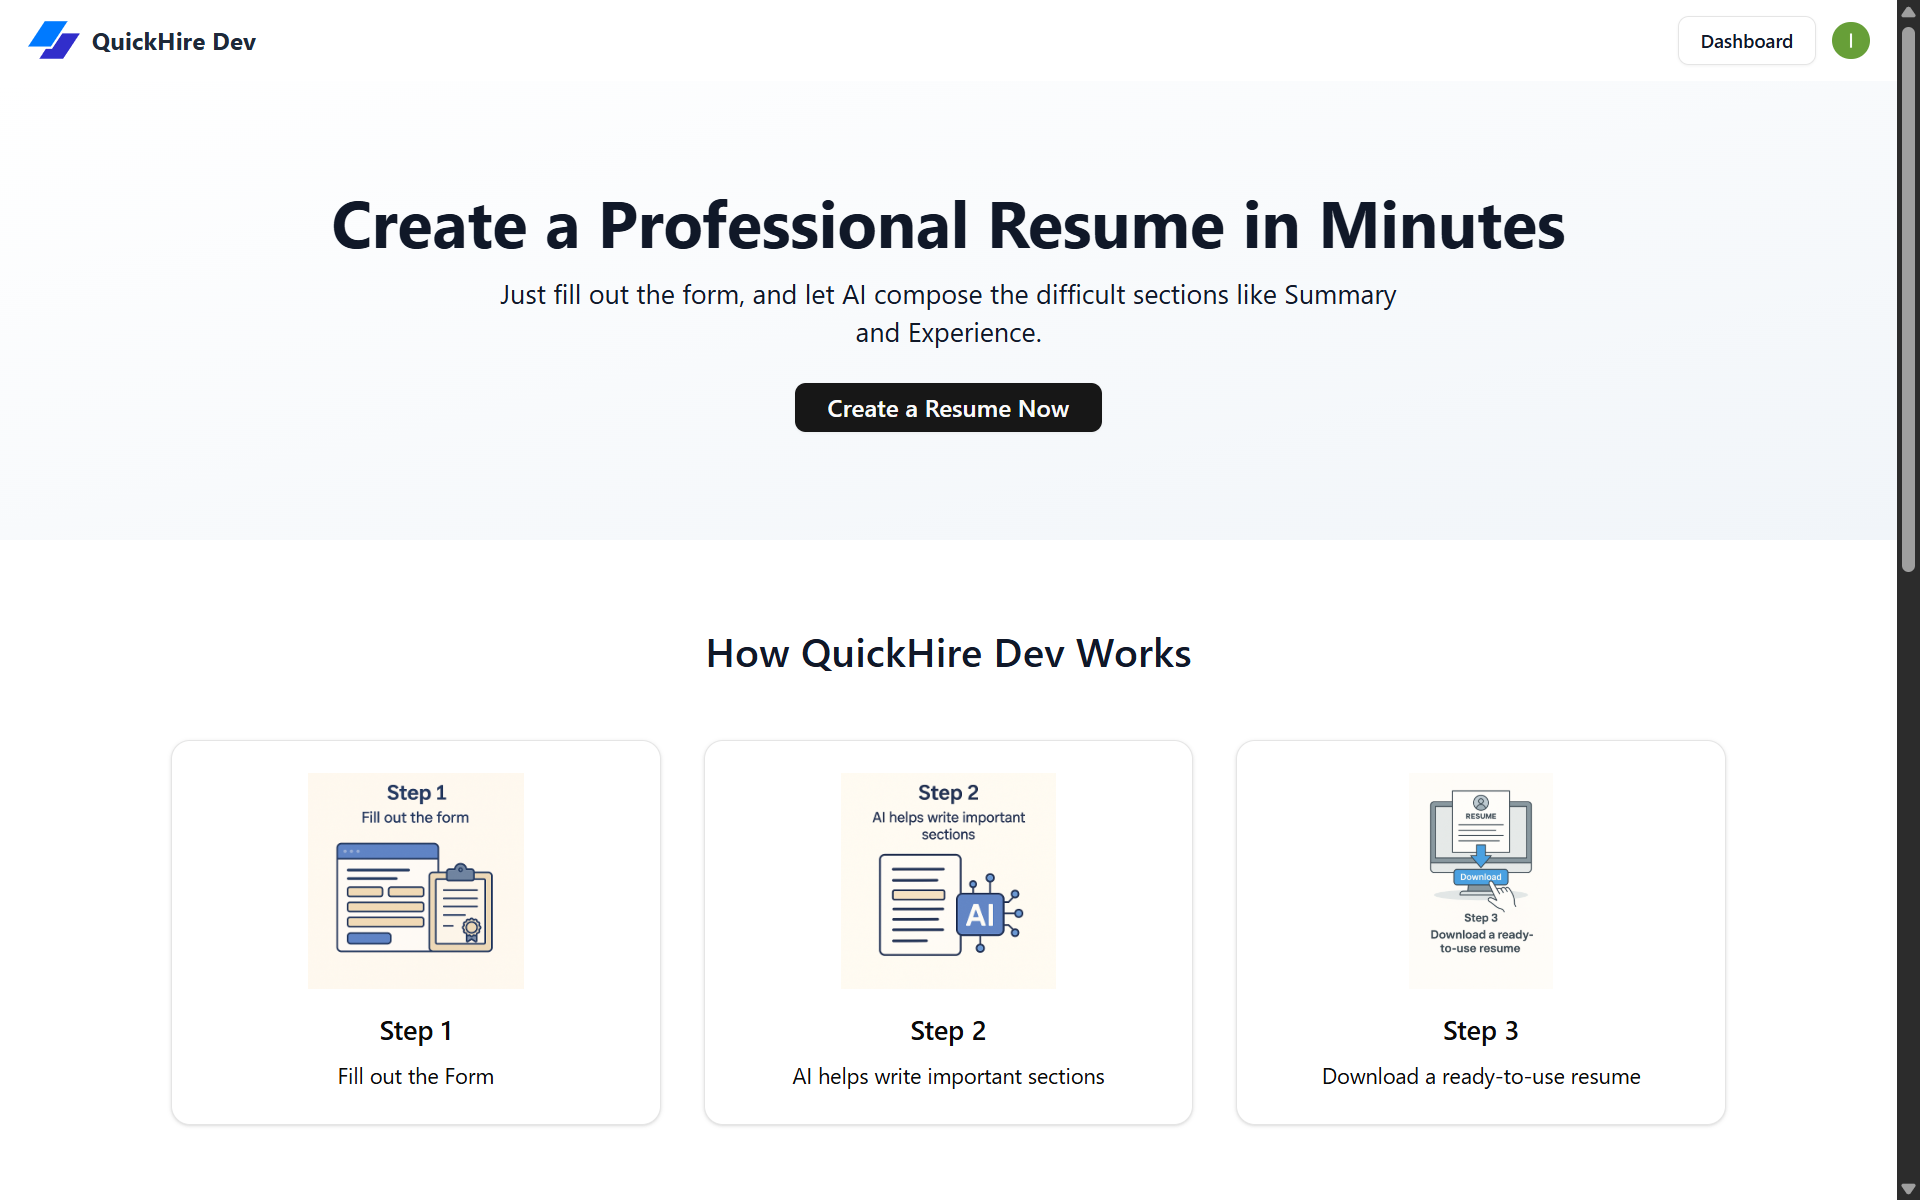 QuickHire Dev
Dashboard
I
Create a Professional Resume in Minutes
Just fill out the form, and let AI compose the difficult sections like Summary
and Experience.
Create a Resume Now
How QuickHire Dev Works
Step 1
Fill out the form
Step 1
Fill out the Form
Step 2
AI helps write important
sections
AI
Step 2
AI helps write important sections
RESUME
Download
Step 3
Download a ready-
to-use resume
Step 3
Download a ready-to-use resume